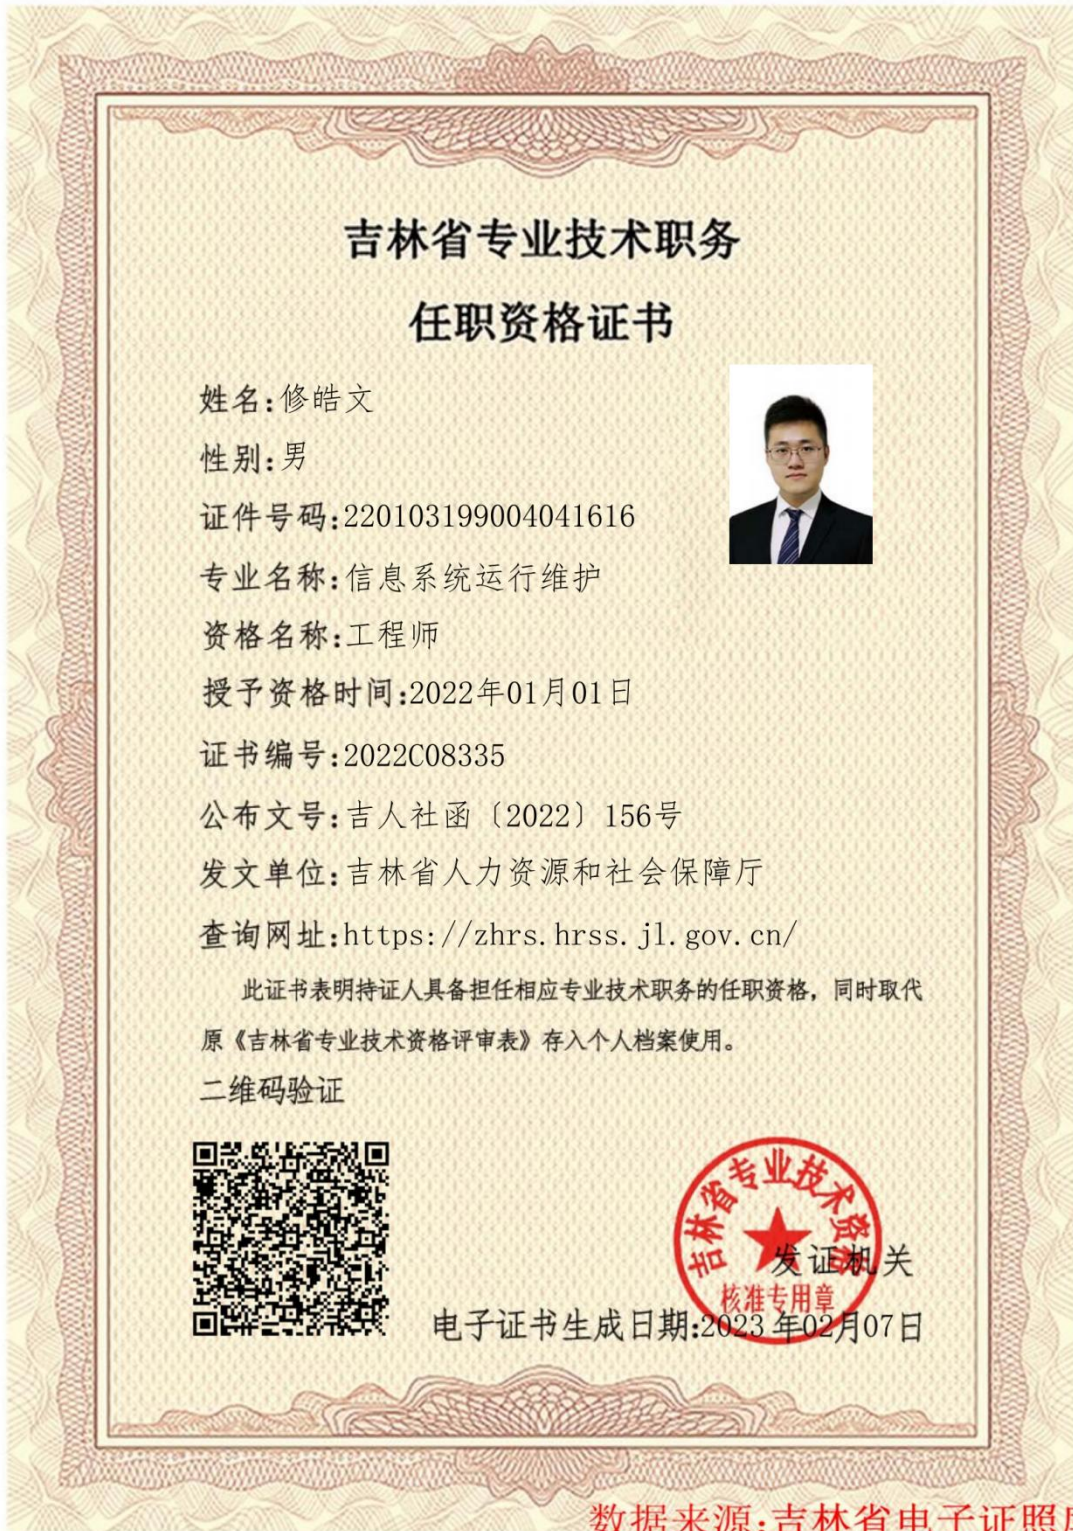 吉林省专业技术职务
任职资格证书
姓名:修皓文
性别:男
证件号码:220103199004041616
专业名称:信息系统运行维护
资格名称:工程师
授予资格时间:2022年01月01日
证书编号:2022C08335
公布文号:吉人社函〔2022〕156号
发文单位:吉林省人力资源和社会保障厅
查询网址:https://zhrs.hrss.jl.gov.cn/
此证书表明持证人具备担任相应专业技术职务的任职资格，同时取代
原《吉林省专业技术资格评审表》存入个人档案使用。
二维码验证
吉林省专业技术资格
核准专用章
发证机关
电子证书生成日期:2023年02月07日
数据来源:吉林省电子证照